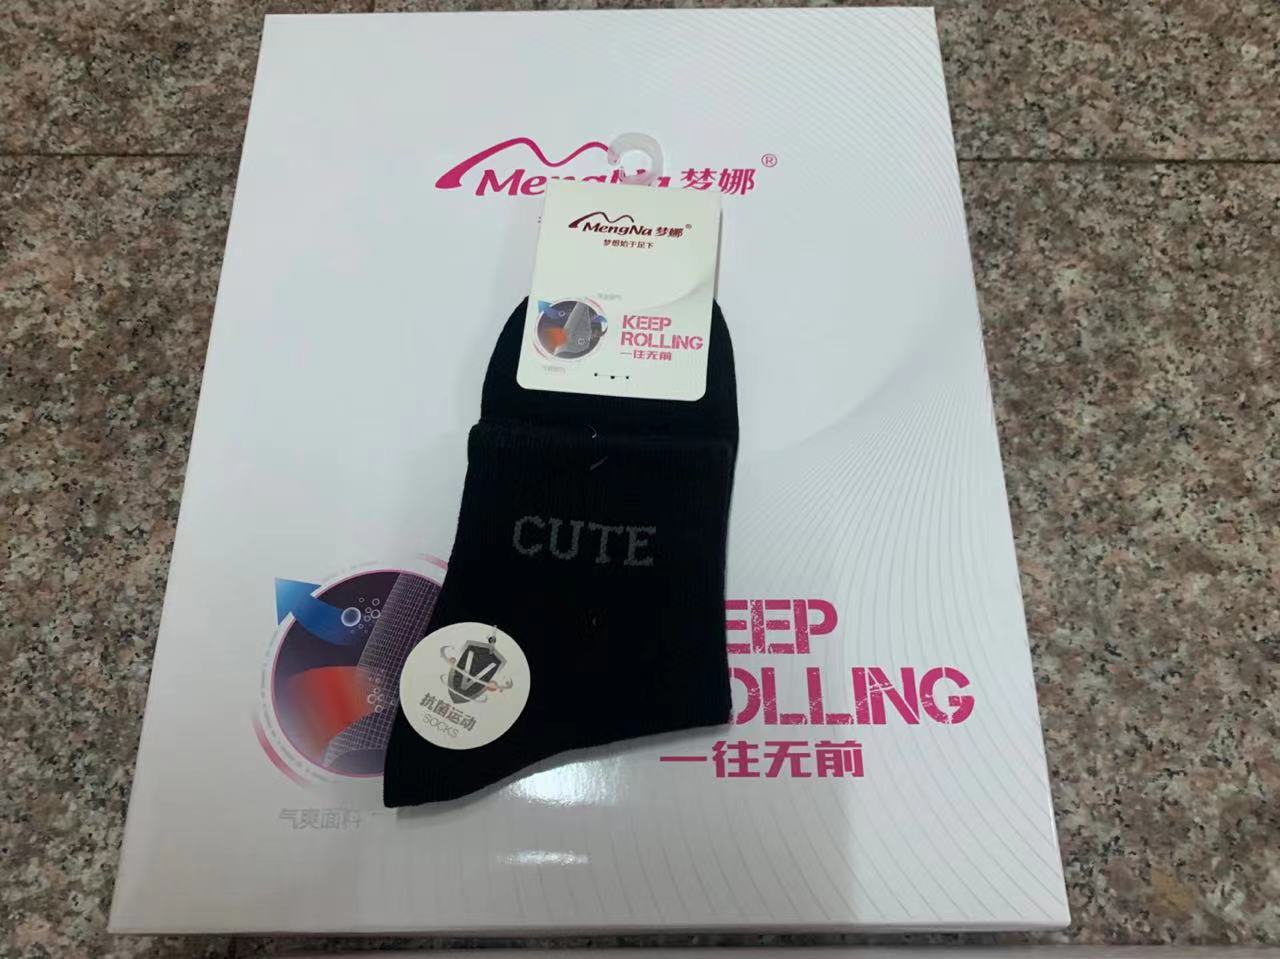 MengNa 梦娜®
MengNa 梦娜®
梦想始于足下
KEEP
ROLLING
一往无前
CUTE
抗菌运动
SOCKS
EEP
OLLING
一往无前
气爽面料